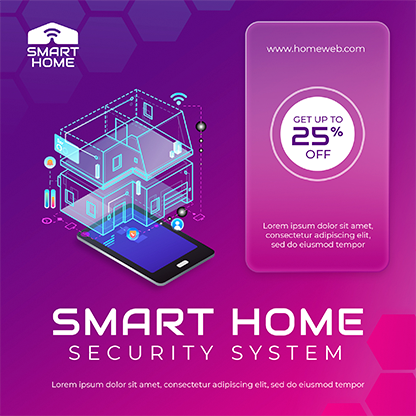 SMART
HOME
www.homeweb.com
GET UP TO
25%
OFF
Lorem ipsum dolor sit amet,
consectetur adipiscing elit,
sed do eiusmod tempor
SMART HOME
SECURITY SYSTEM
Lorem ipsum dolor sit amet, consectetur adipiscing elit, sed do eiusmod tempor